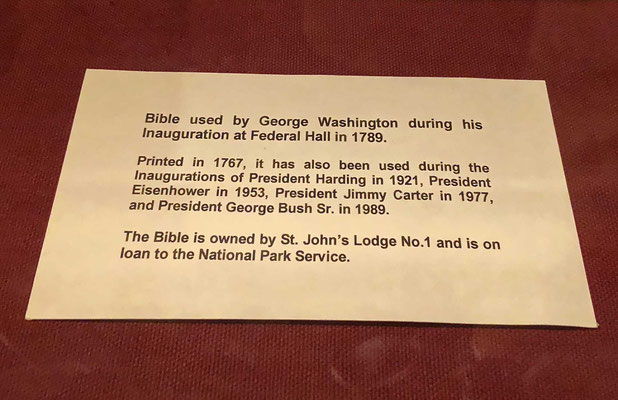 Bible used by George Washington during his
Inauguration at Federal Hall in 1789.
Printed in 1767, it has also been used during the
Inaugurations of President Harding in 1921, President
Eisenhower in 1953, President Jimmy Carter in 1977,
and President George Bush Sr. in 1989.
The Bible is owned by St. John's Lodge No.1 and is on
loan to the National Park Service.